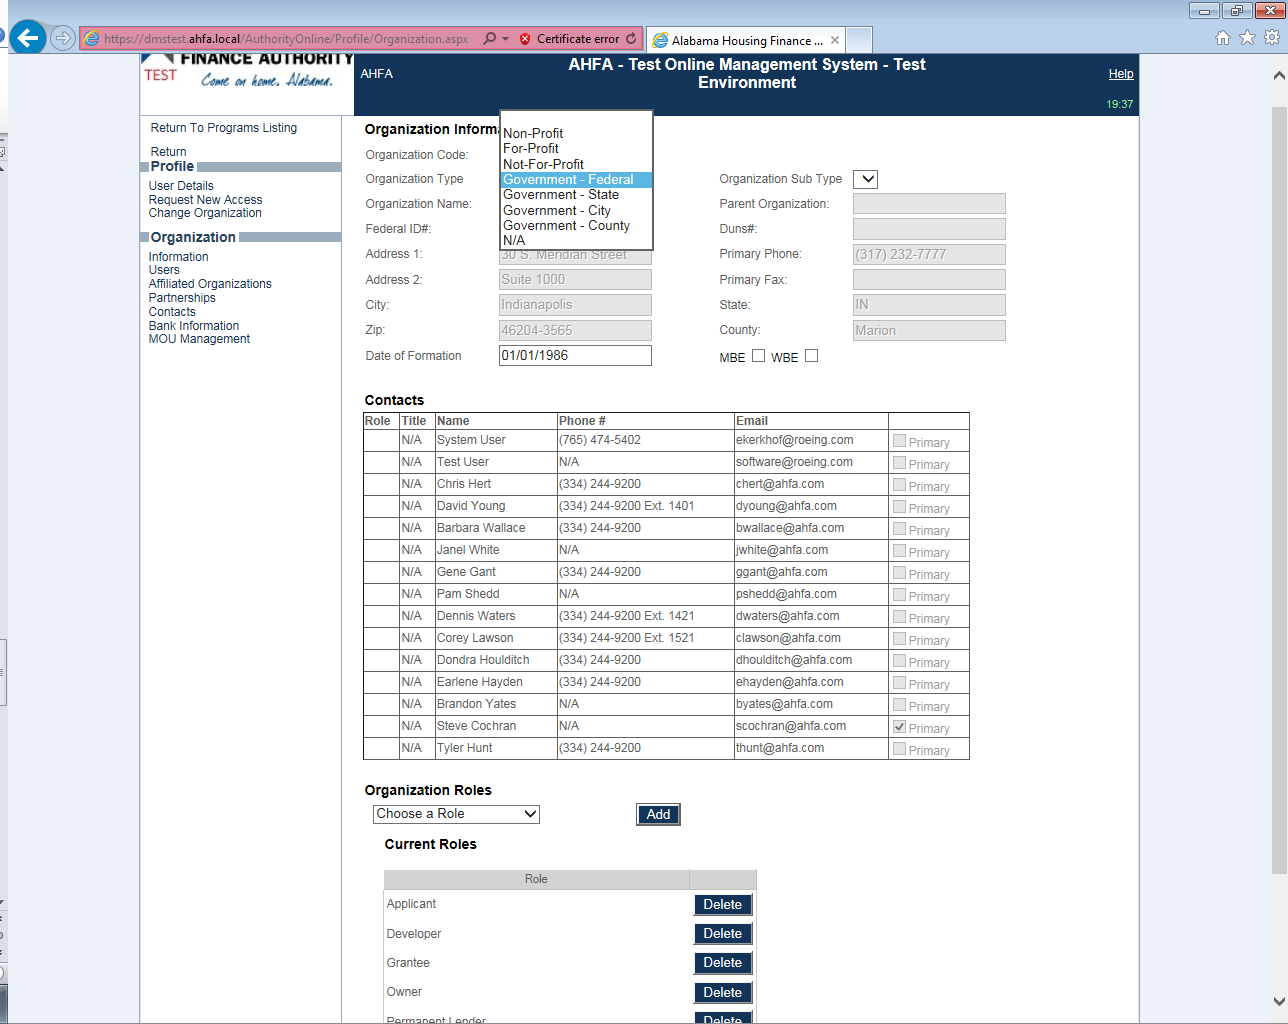 https://dmstest.ahfa.local/AuthorityOnline/Profile/Organization.aspx
Certificate error
Alabama Housing Finance ...
FINANCE AUTHORITY
TEST
Come on home, Alabama.
AHFA
AHFA - Test Online Management System - Test
Environment
Help
19:37
Return To Programs Listing
Return
Profile
User Details
Request New Access
Change Organization
Organization
Information
Users
Affiliated Organizations
Partnerships
Contacts
Bank Information
MOU Management
Organization Informa
Organization Code:
Organization Type
Organization Name:
Federal ID#:
Address 1:
Address 2:
City:
Zip:
Date of Formation
Non-Profit
For-Profit
Not-For-Profit
Government - Federal
Government - State
Government - City
Government - County
N/A
30 S. Meridian Street
Suite 1000
Indianapolis
46204-3565
01/01/1986
Organization Sub Type
Parent Organization:
Duns#:
Primary Phone: (317) 232-7777
Primary Fax:
State: IN
County: Marion
MBE WBE
Contacts
Role Title Name Phone # Email
N/A System User (765) 474-5402 ekerkhof@roeing.com Primary
N/A Test User N/A software@roeing.com Primary
N/A Chris Hert (334) 244-9200 chert@ahfa.com Primary
N/A David Young (334) 244-9200 Ext. 1401 dyoung@ahfa.com Primary
N/A Barbara Wallace (334) 244-9200 bwallace@ahfa.com Primary
N/A Janel White N/A jwhite@ahfa.com Primary
N/A Gene Gant (334) 244-9200 ggant@ahfa.com Primary
N/A Pam Shedd N/A pshedd@ahfa.com Primary
N/A Dennis Waters (334) 244-9200 Ext. 1421 dwaters@ahfa.com Primary
N/A Corey Lawson (334) 244-9200 Ext. 1521 clawson@ahfa.com Primary
N/A Dondra Houlditch (334) 244-9200 dhoulditch@ahfa.com Primary
N/A Earlene Hayden (334) 244-9200 ehayden@ahfa.com Primary
N/A Brandon Yates N/A byates@ahfa.com Primary
N/A Steve Cochran N/A scochran@ahfa.com Primary
N/A Tyler Hunt (334) 244-9200 thunt@ahfa.com Primary
Organization Roles
Choose a Role Add
Current Roles
Role
Applicant Delete
Developer Delete
Grantee Delete
Owner Delete
Permanent Lender Delete